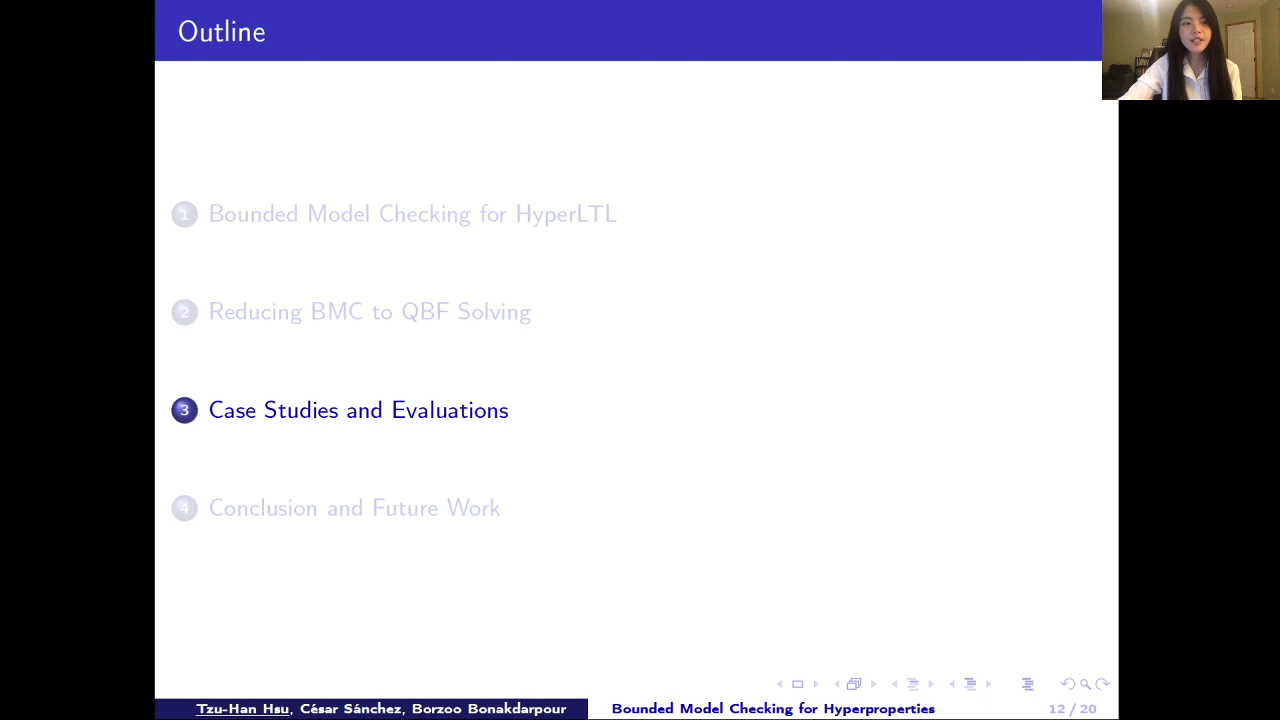 Outline
1 Bounded Model Checking for HyperLTL
2 Reducing BMC to QBF Solving
3 Case Studies and Evaluations
4 Conclusion and Future Work
Tzu-Han Hsu, César Sánchez, Borzoo Bonakdarpour Bounded Model Checking for Hyperproperties 12 / 20